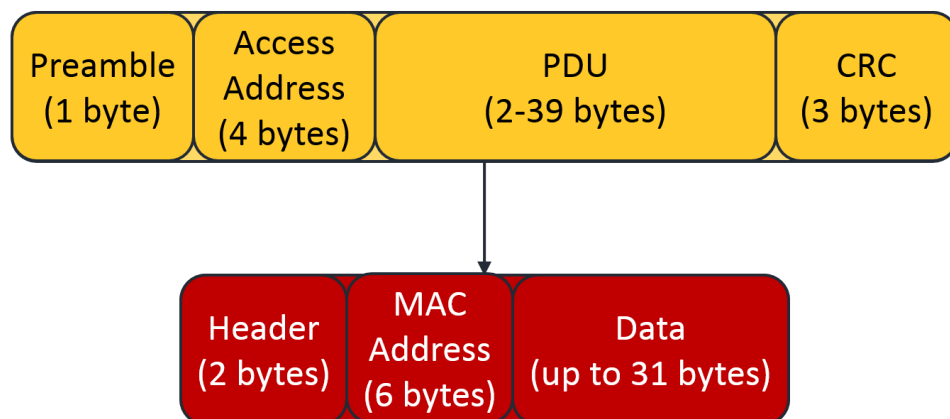 Preamble
(1 byte)
Access
Address
(4 bytes)
PDU
(2-39 bytes)
CRC
(3 bytes)
Header
(2 bytes)
MAC
Address
(6 bytes)
Data
(up to 31 bytes)